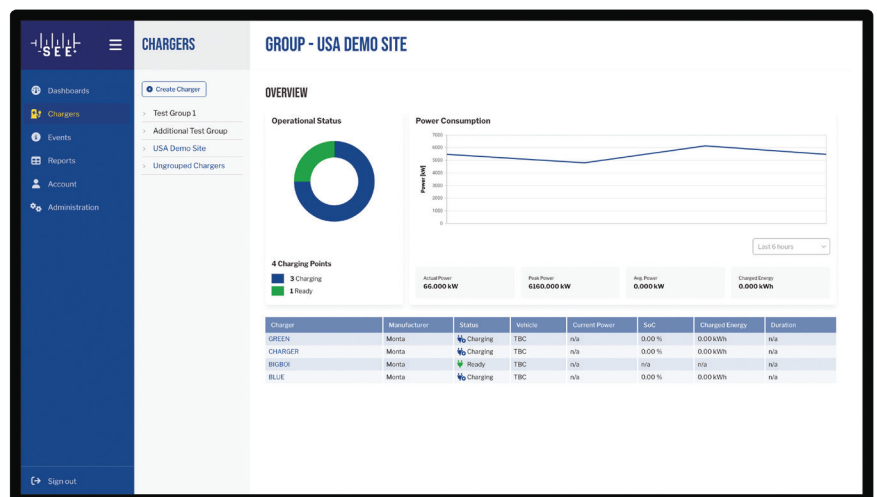 SEE
CHARGERS
GROUP - USA DEMO SITE
Dashboards
Chargers
Events
Reports
Account
Administration
Sign out
Create Charger
Test Group 1
Additional Test Group
USA Demo Site
Ungrouped Chargers
OVERVIEW
Operational Status
4 Charging Points
3 Charging
1 Ready
Power Consumption
Power [kW]
7000
6000
5000
4000
3000
2000
1000
0
Last 6 hours
Actual Power
66.000 kW
Peak Power
6160.000 kW
Avg. Power
0.000 kW
Charged Energy
0.000 kWh
Charger Manufacturer Status Vehicle Current Power SoC Charged Energy Duration
GREEN Monta Charging TBC n/a 0.00 % 0.00 kWh n/a
CHARGER Monta Charging TBC n/a 0.00 % 0.00 kWh n/a
BIGBOI Monta Ready TBC n/a n/a n/a n/a
BLUE Monta Charging TBC n/a 0.00 % 0.00 kWh n/a